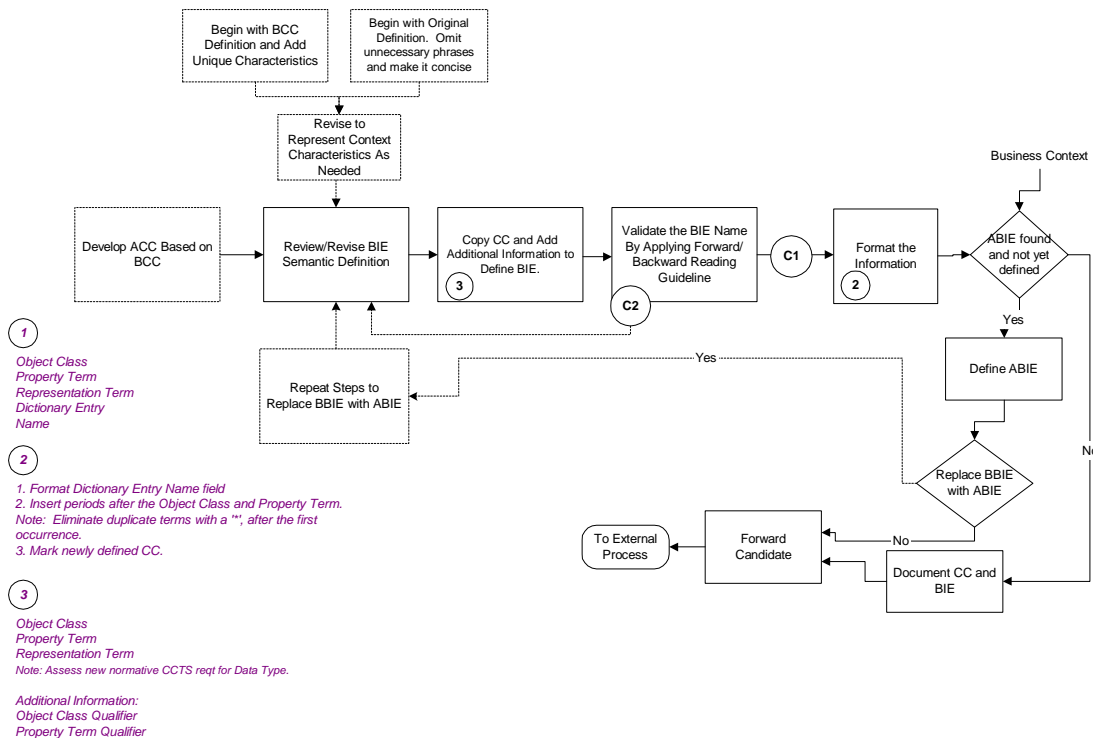 Begin with BCC
Definition and Add
Unique Characteristics
Begin with Original
Definition. Omit
unnecessary phrases
and make it concise
Revise to
Represent Context
Characteristics As
Needed
Business Context
Develop ACC Based on
BCC
Review/Revise BIE
Semantic Definition
Copy CC and Add
Additional Information to
Define BIE.
3
Validate the BIE Name
By Applying Forward/
Backward Reading
Guideline
C2
C1
Format the
Information
2
ABIE found
and not yet
defined
Yes
Define ABIE
Repeat Steps to
Replace BBIE with ABIE
Yes
Replace BBIE
with ABIE
No
To External
Process
Forward
Candidate
No
Document CC and
BIE
1
Object Class
Property Term
Representation Term
Dictionary Entry
Name
2
1. Format Dictionary Entry Name field
2. Insert periods after the Object Class and Property Term.
Note: Eliminate duplicate terms with a '*', after the first
occurrence.
3. Mark newly defined CC.
3
Object Class
Property Term
Representation Term
Note: Assess new normative CCTS reqt for Data Type.
Additional Information:
Object Class Qualifier
Property Term Qualifier